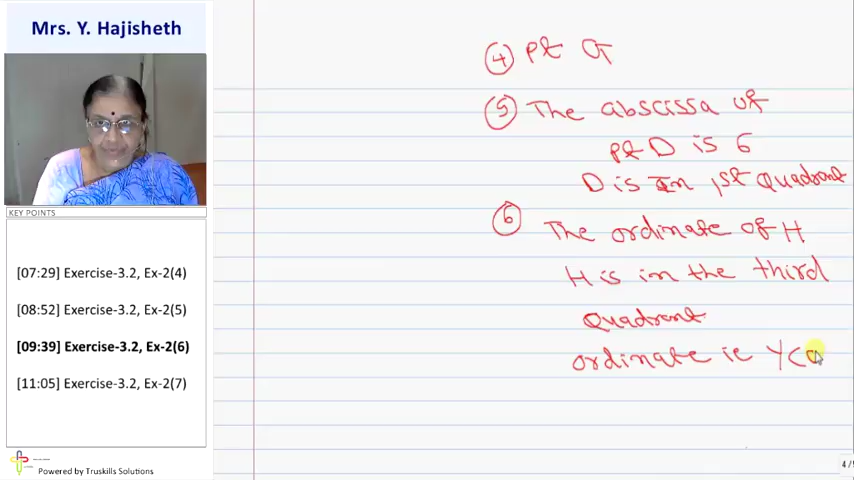 Mrs. Y. Hajisheth
KEY POINTS
[07:29] Exercise-3.2, Ex-2(4)
[08:52] Exercise-3.2, Ex-2(5)
[09:39] Exercise-3.2, Ex-2(6)
[11:05] Exercise-3.2, Ex-2(7)
Powered by Truskills Solutions
④ Pt G
⑤ The abscissa of
Pt D is 6
D is In 1st Quadrant
⑥ The ordinate of H
H is in the third
Quadrant
ordinate ie Y<0